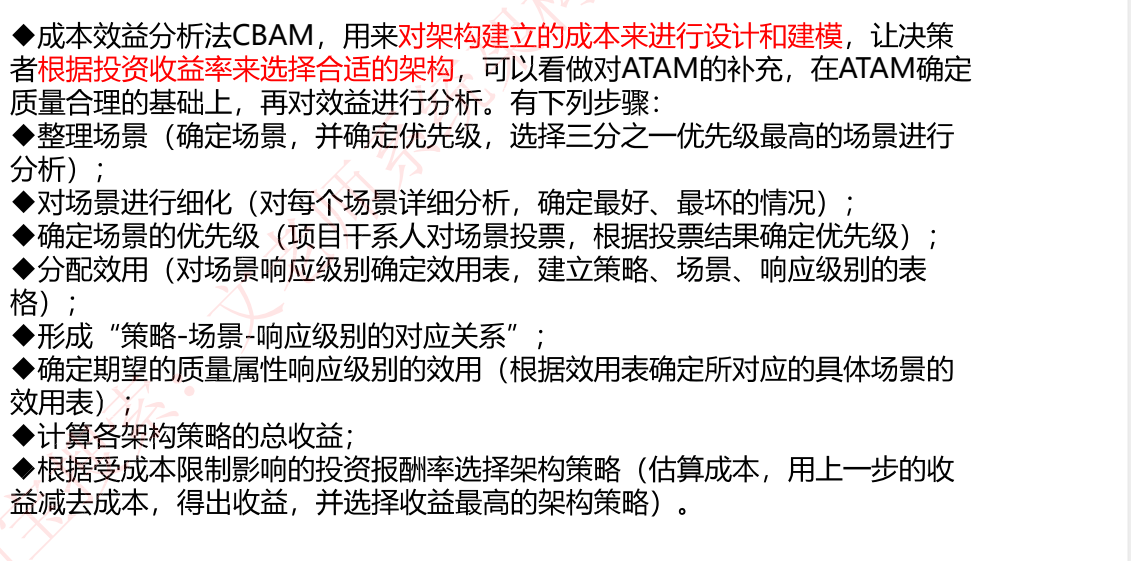 ◆成本效益分析法CBAM，用来对架构建立的成本来进行设计和建模，让决策
者根据投资收益率来选择合适的架构，可以看做对ATAM的补充，在ATAM确定
质量合理的基础上，再对效益进行分析。有下列步骤：
◆整理场景（确定场景，并确定优先级，选择三分之一优先级最高的场景进行
分析）；
◆对场景进行细化（对每个场景详细分析，确定最好、最坏的情况）；
◆确定场景的优先级（项目干系人对场景投票，根据投票结果确定优先级）；
◆分配效用（对场景响应级别确定效用表，建立策略、场景、响应级别的表
格）；
◆形成“策略-场景-响应级别的对应关系”；
◆确定期望的质量属性响应级别的效用（根据效用表确定所对应的具体场景的
效用表）；
◆计算各架构策略的总收益；
◆根据受成本限制影响的投资报酬率选择架构策略（估算成本，用上一步的收
益减去成本，得出收益，并选择收益最高的架构策略）。